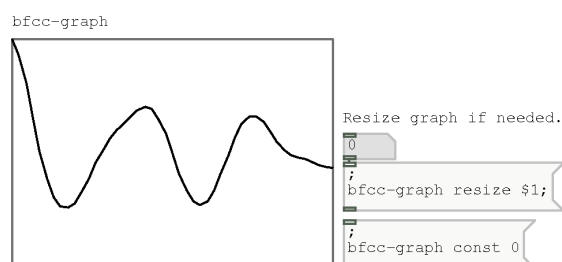 bfcc-graph
Resize graph if needed.
0
;
bfcc-graph resize $1;
;
bfcc-graph const 0